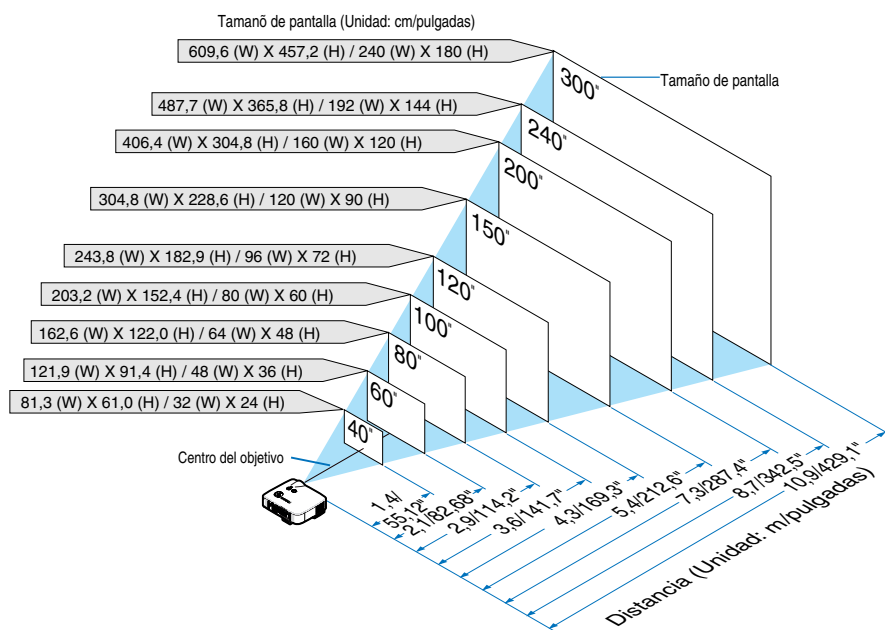 Tamanõ de pantalla (Unidad: cm/pulgadas)
609,6 (W) X 457,2 (H) / 240 (W) X 180 (H)
300"
Tamaño de pantalla
487,7 (W) X 365,8 (H) / 192 (W) X 144 (H)
240"
406,4 (W) X 304,8 (H) / 160 (W) X 120 (H)
200"
304,8 (W) X 228,6 (H) / 120 (W) X 90 (H)
150"
243,8 (W) X 182,9 (H) / 96 (W) X 72 (H)
120"
203,2 (W) X 152,4 (H) / 80 (W) X 60 (H)
100"
162,6 (W) X 122,0 (H) / 64 (W) X 48 (H)
80"
121,9 (W) X 91,4 (H) / 48 (W) X 36 (H)
60"
81,3 (W) X 61,0 (H) / 32 (W) X 24 (H)
40"
Centro del objetivo
1,4/
55,12"
2,1/82,68"
2,9/114,2"
3,6/141,7"
4,3/169,3"
5,4/212,6"
7,3/287,4"
8,7/342,5"
10,9/429,1"
Distancia (Unidad: m/pulgadas)